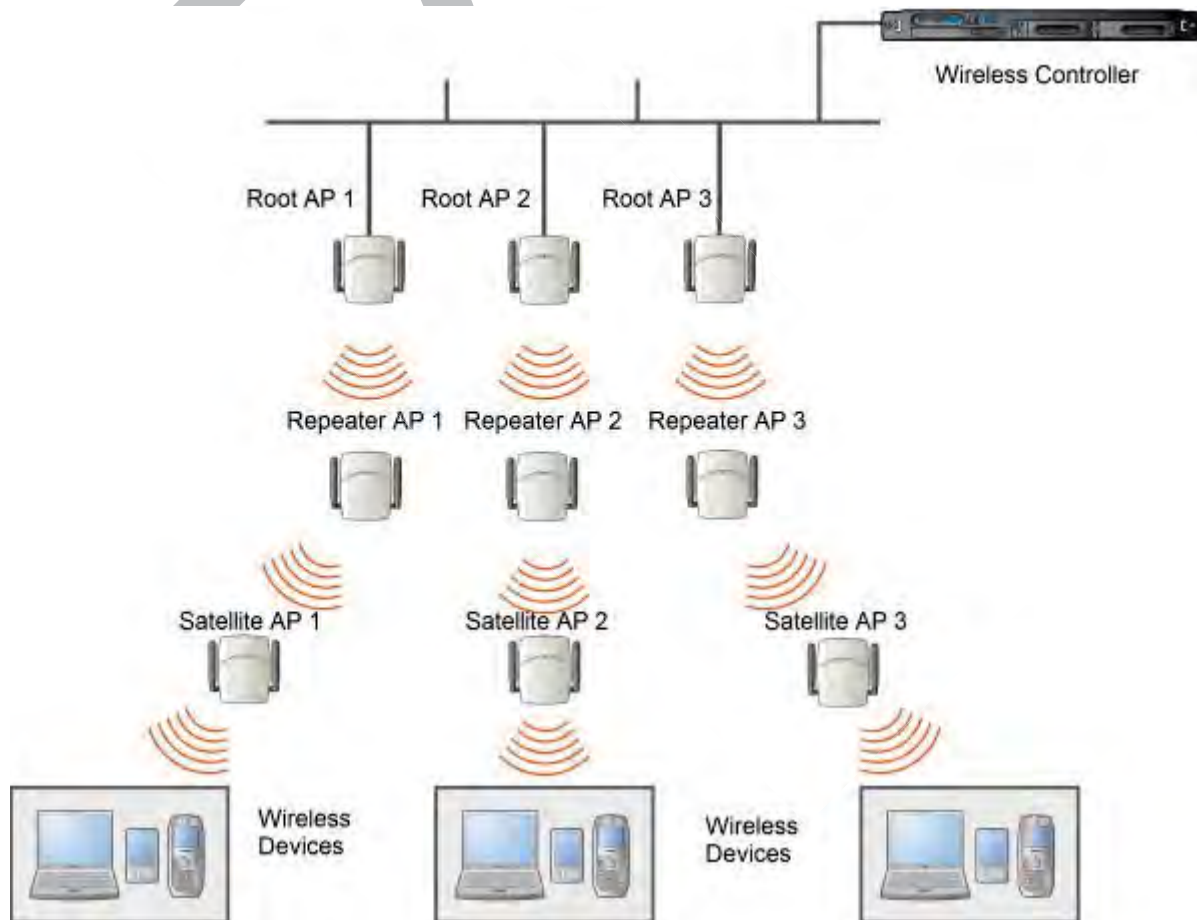 Wireless Controller
Root AP 1
Root AP 2
Root AP 3
Repeater AP 1
Repeater AP 2
Repeater AP 3
Satellite AP 1
Satellite AP 2
Satellite AP 3
Wireless
Devices
Wireless
Devices